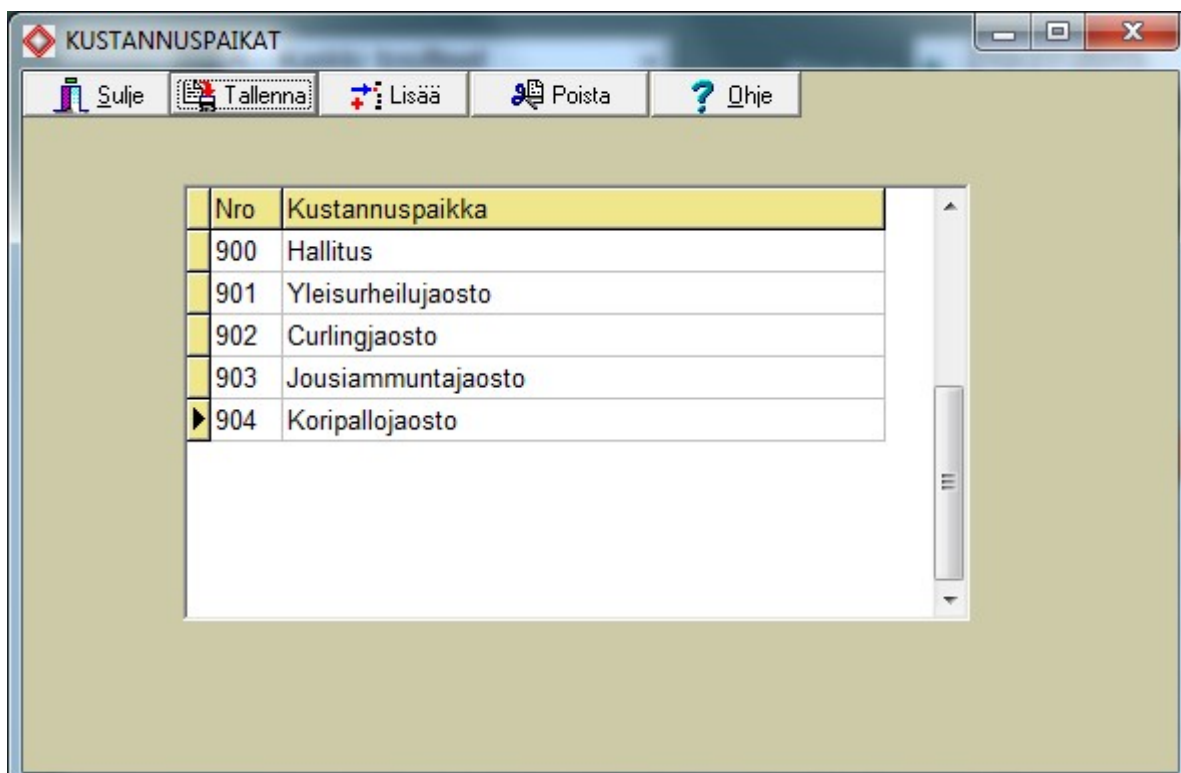 KUSTANNUSPAIKAT
Sulje Tallenna Lisää Poista Ohje
Nro Kustannuspaikka
900 Hallitus
901 Yleisurheilujaosto
902 Curlingjaosto
903 Jousiammuntajaosto
904 Koripallojaosto